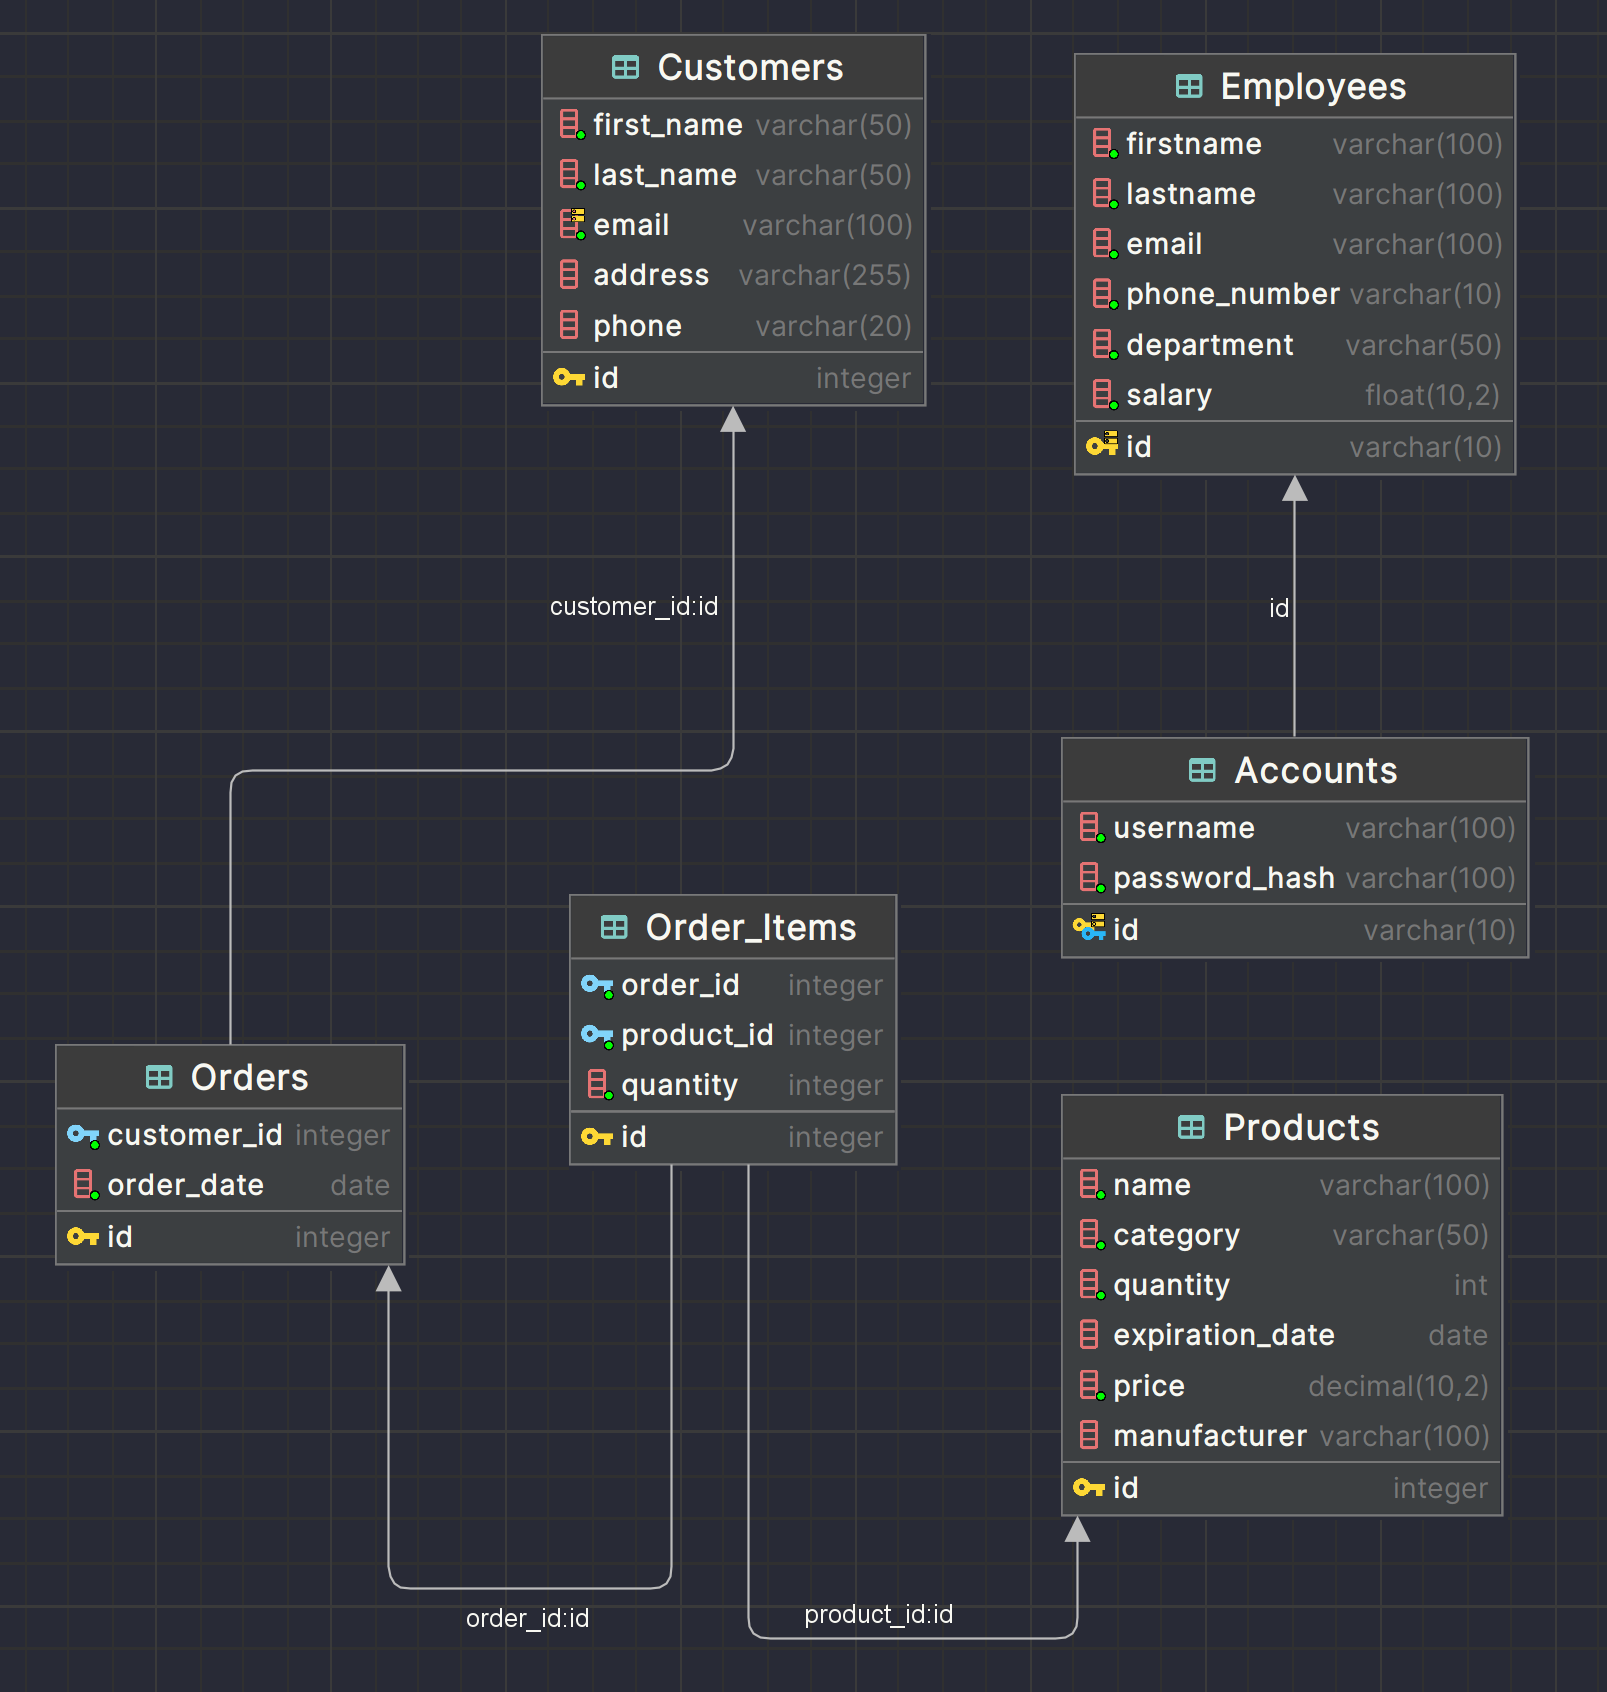 Customers
first_name varchar(50)
last_name varchar(50)
email varchar(100)
address varchar(255)
phone varchar(20)
id integer
Employees
firstname varchar(100)
lastname varchar(100)
email varchar(100)
phone_number varchar(10)
department varchar(50)
salary float(10,2)
id varchar(10)
customer_id:id
id
Accounts
username varchar(100)
password_hash varchar(100)
id varchar(10)
Order_Items
order_id integer
product_id integer
quantity integer
id integer
Orders
customer_id integer
order_date date
id integer
Products
name varchar(100)
category varchar(50)
quantity int
expiration_date date
price decimal(10,2)
manufacturer varchar(100)
id integer
order_id:id
product_id:id